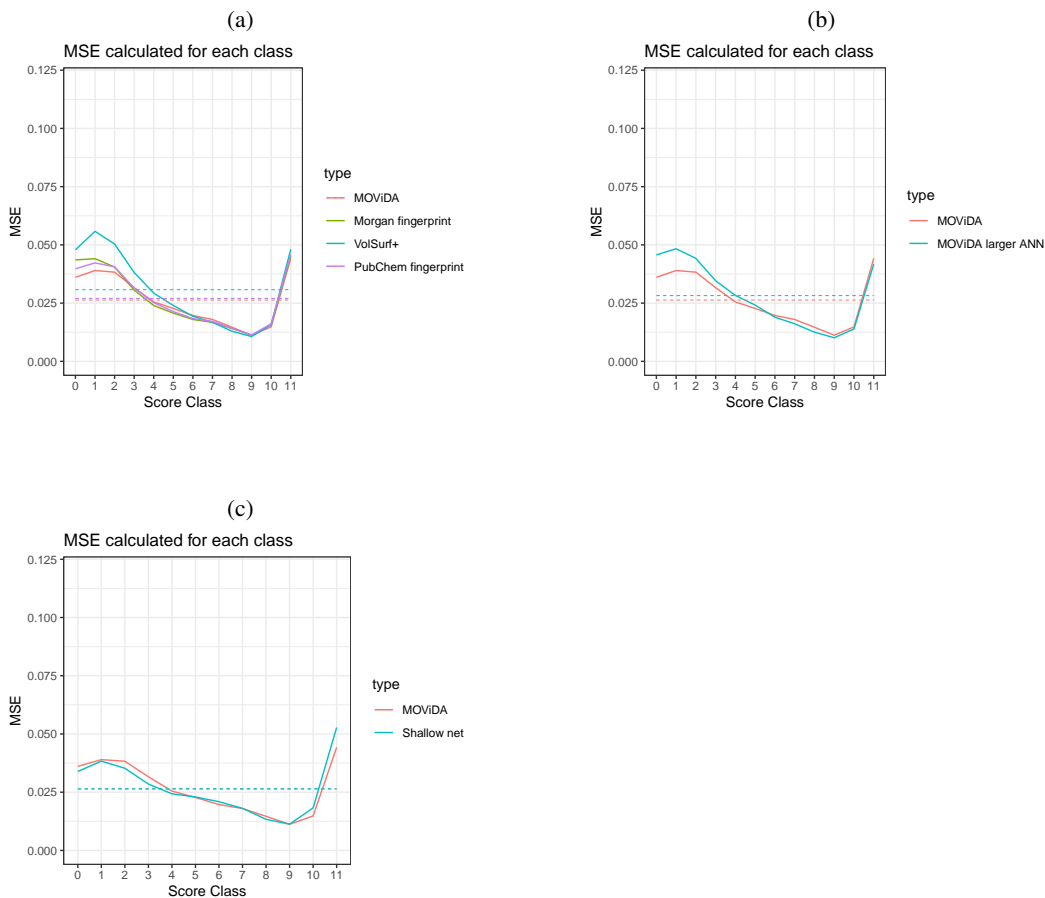 (a)
MSE calculated for each class
0.125
0.100
0.075
0.050
0.025
0.000
MSE
0 1 2 3 4 5 6 7 8 9 10 11
Score Class
type
MOViDA
Morgan fingerprint
VolSurf+
PubChem fingerprint
(b)
MSE calculated for each class
0.125
0.100
0.075
0.050
0.025
0.000
MSE
0 1 2 3 4 5 6 7 8 9 10 11
Score Class
type
MOViDA
MOViDA larger ANN
(c)
MSE calculated for each class
0.125
0.100
0.075
0.050
0.025
0.000
MSE
0 1 2 3 4 5 6 7 8 9 10 11
Score Class
type
MOViDA
Shallow net